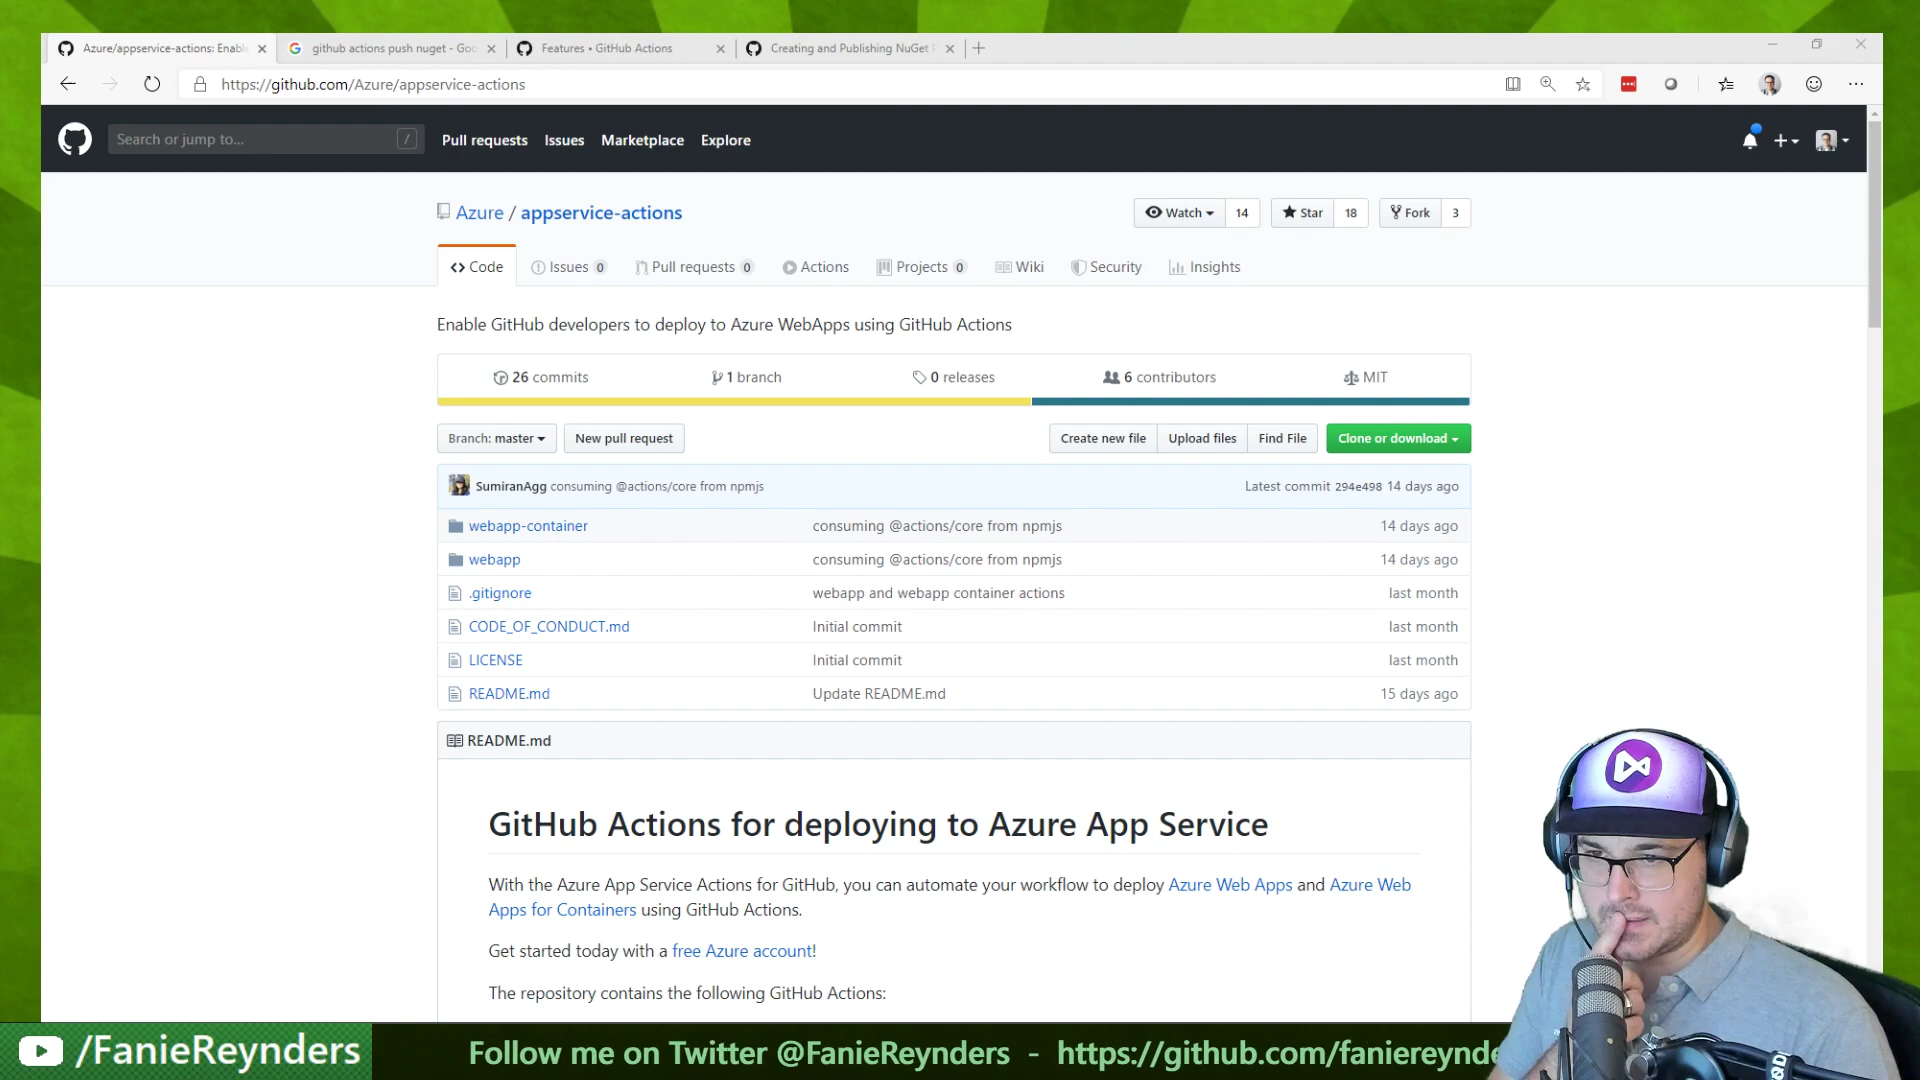 Azure/appservice-actions: Enabl
github actions push nuget - Goo
Features • GitHub Actions
Creating and Publishing NuGet
https://github.com/Azure/appservice-actions
Search or jump to...
/
Pull requests
Issues
Marketplace
Explore
Azure / appservice-actions
Watch
14
Star
18
Fork
3
Code
Issues 0
Pull requests 0
Actions
Projects 0
Wiki
Security
Insights
Enable GitHub developers to deploy to Azure WebApps using GitHub Actions
26 commits
1 branch
0 releases
6 contributors
MIT
Branch: master
New pull request
Create new file
Upload files
Find File
Clone or download
SumiranAgg consuming @actions/core from npmjs
Latest commit 294e498 14 days ago
webapp-container
consuming @actions/core from npmjs
14 days ago
webapp
consuming @actions/core from npmjs
14 days ago
.gitignore
webapp and webapp container actions
last month
CODE_OF_CONDUCT.md
Initial commit
last month
LICENSE
Initial commit
last month
README.md
Update README.md
15 days ago
README.md
GitHub Actions for deploying to Azure App Service
With the Azure App Service Actions for GitHub, you can automate your workflow to deploy Azure Web Apps and Azure Web
Apps for Containers using GitHub Actions.
Get started today with a free Azure account!
The repository contains the following GitHub Actions:
/FanieReynders
Follow me on Twitter @FanieReynders - https://github.com/faniereynde